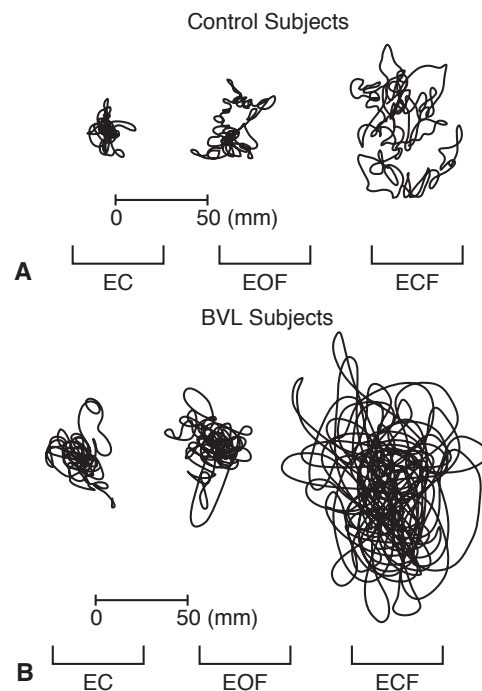 Control Subjects
0 50 (mm)
A
EC EOF ECF
BVL Subjects
0 50 (mm)
B
EC EOF ECF